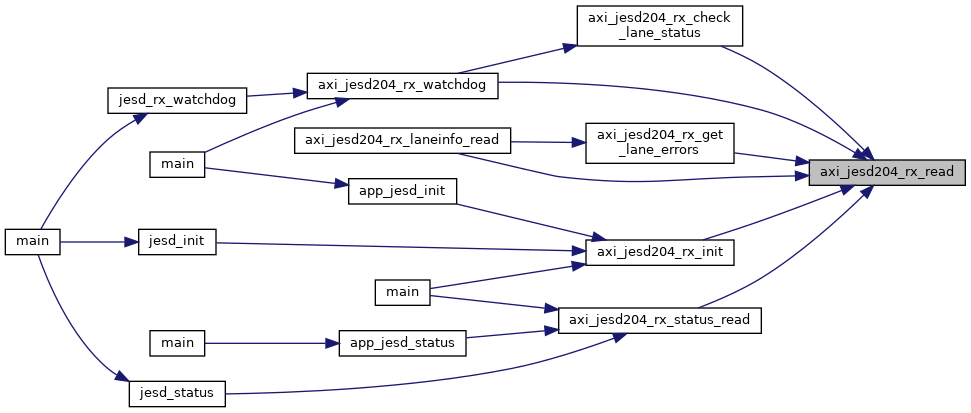 axi_jesd204_rx_check
_lane_status
axi_jesd204_rx_watchdog
jesd_rx_watchdog
axi_jesd204_rx_laneinfo_read
axi_jesd204_rx_get
_lane_errors
main
axi_jesd204_rx_read
app_jesd_init
main
jesd_init
axi_jesd204_rx_init
main
axi_jesd204_rx_status_read
main
app_jesd_status
jesd_status